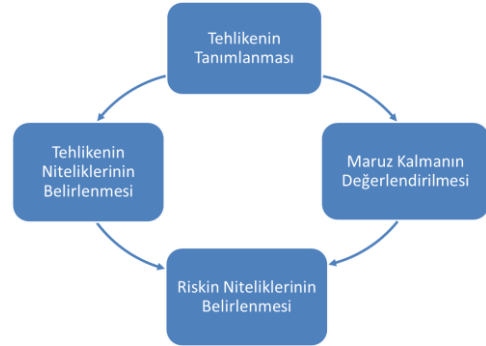 Tehlikenin
Tanımlanması
Tehlikenin
Niteliklerinin
Belirlenmesi
Maruz Kalmanın
Değerlendirilmesi
Riskin Niteliklerinin
Belirlenmesi